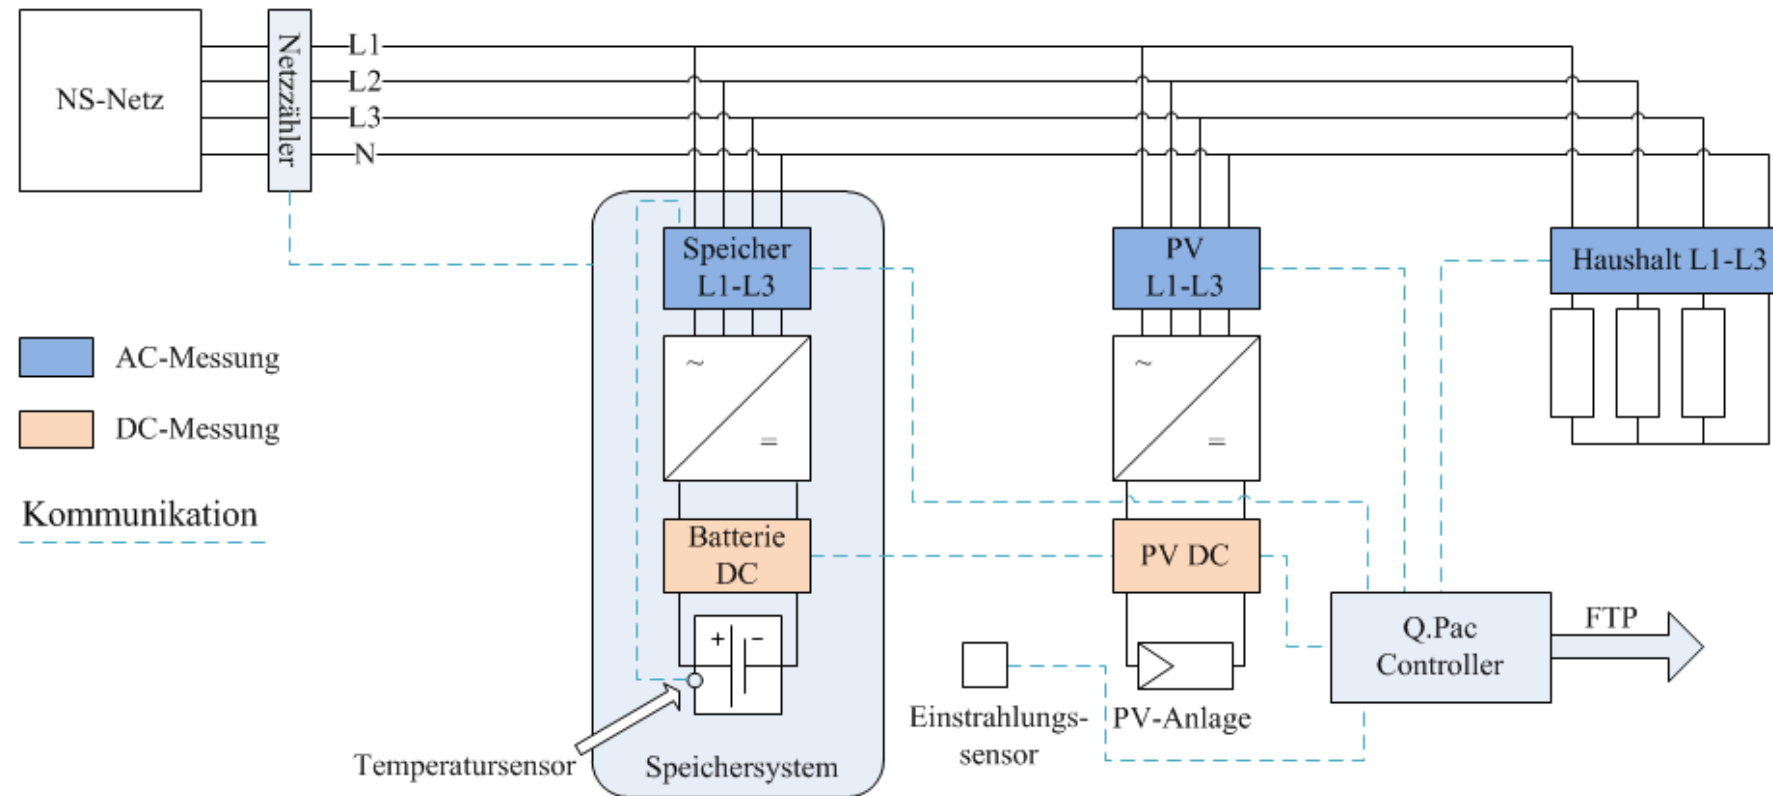 NS-Netz
Netzzähler
L1
L2
L3
N
Speicher
L1-L3
PV
L1-L3
Haushalt L1-L3
~
=
~
=
AC-Messung
DC-Messung
Kommunikation
Batterie
DC
PV DC
+ −
Q.Pac
Controller
FTP
Einstrahlungs-
sensor
PV-Anlage
Temperatursensor
Speichersystem